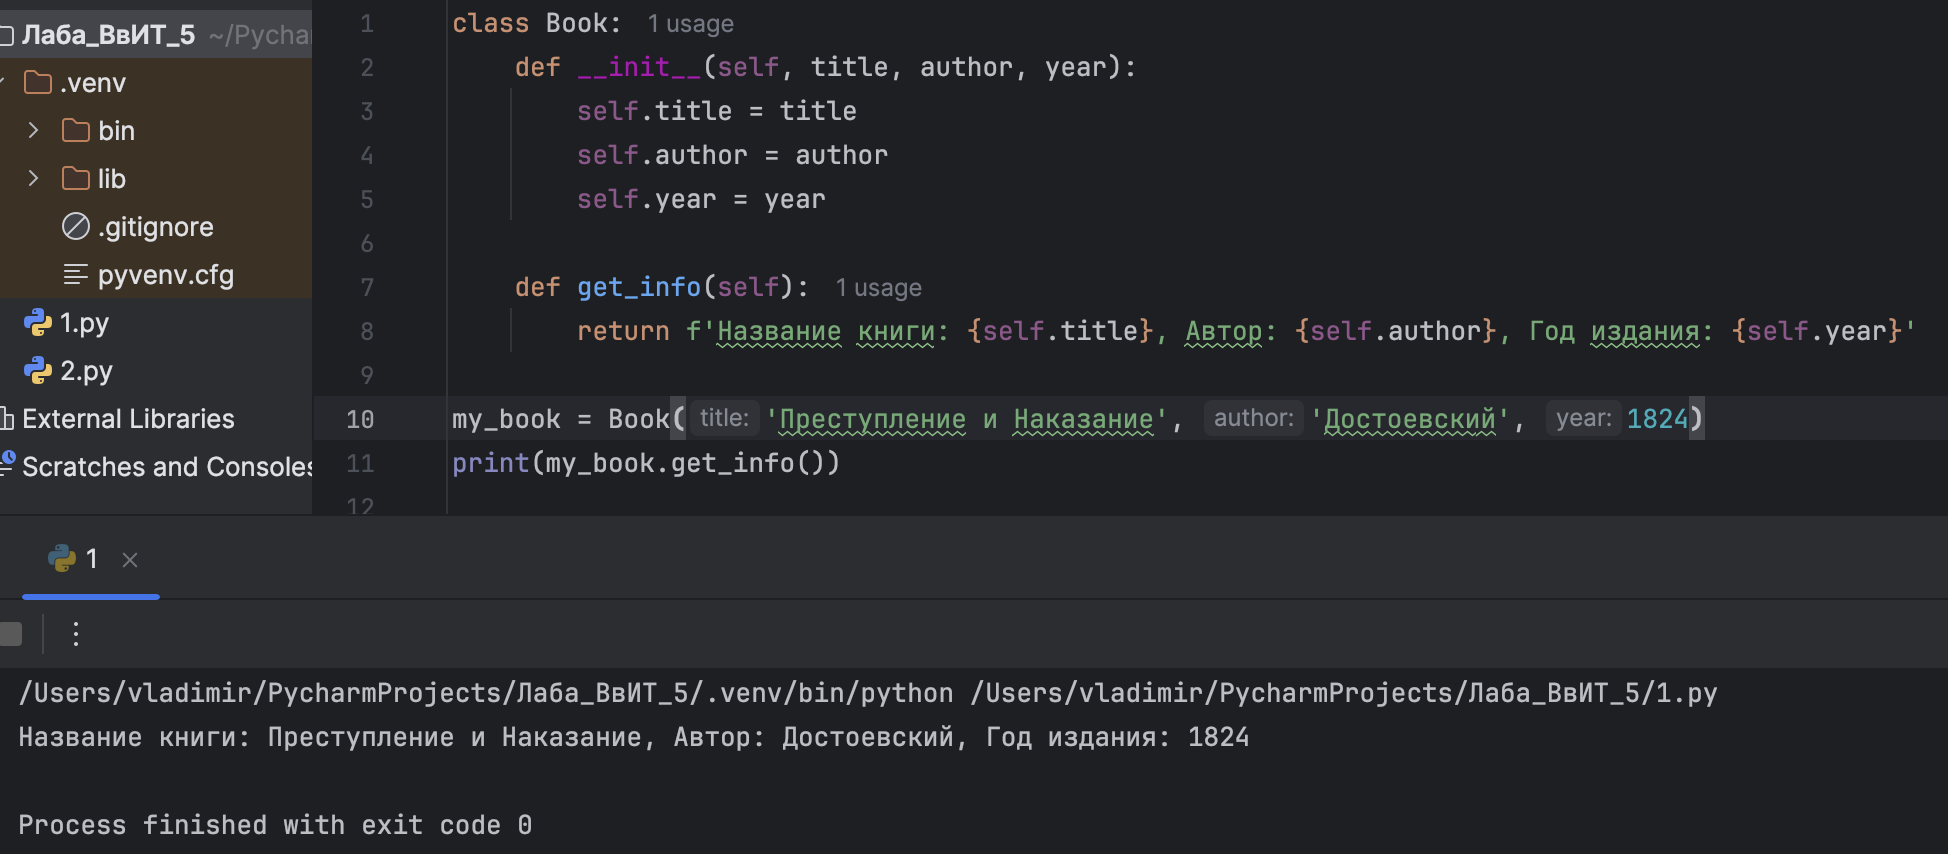 Лаба_ВвИТ_5 ~/Pychar
.venv
bin
lib
.gitignore
pyvenv.cfg
1.py
2.py
External Libraries
Scratches and Consoles
1 class Book: 1 usage
2 def __init__(self, title, author, year):
3 self.title = title
4 self.author = author
5 self.year = year
6
7 def get_info(self): 1 usage
8 return f'Название книги: {self.title}, Автор: {self.author}, Год издания: {self.year}'
9
10 my_book = Book( title: 'Преступление и Наказание', author: 'Достоевский', year: 1824)
11 print(my_book.get_info())
12
1
/Users/vladimir/PycharmProjects/Лаба_ВвИТ_5/.venv/bin/python /Users/vladimir/PycharmProjects/Лаба_ВвИТ_5/1.py
Название книги: Преступление и Наказание, Автор: Достоевский, Год издания: 1824
Process finished with exit code 0